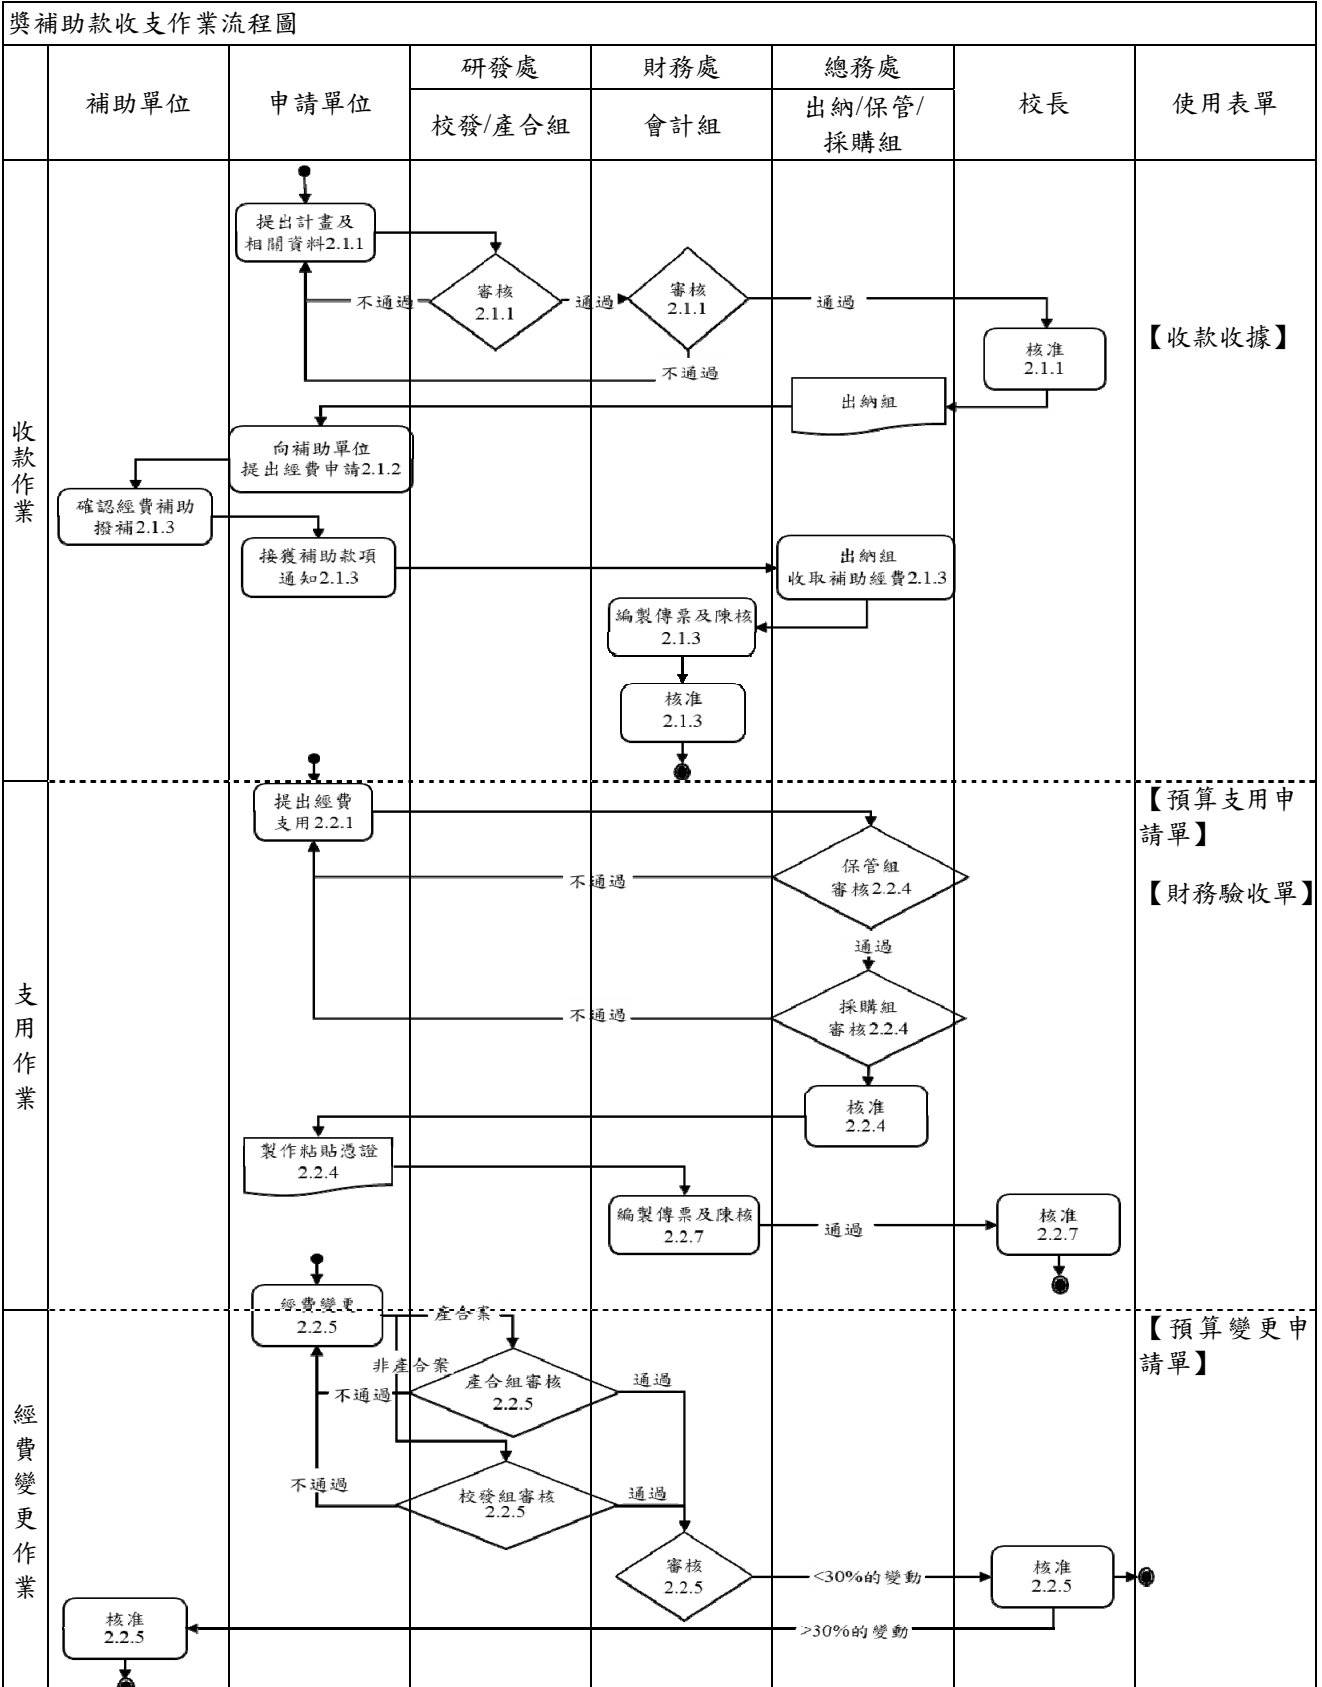 獎補助款收支作業流程圖
補助單位
申請單位
研發處
校發/產合組
財務處
會計組
總務處
出納/保管/
採購組
校長
使用表單
收款作業
提出計畫及
相關資料2.1.1
審核
2.1.1
不通過
通過
審核
2.1.1
不通過
通過
核准
2.1.1
【收款收據】
出納組
向補助單位
提出經費申請2.1.2
確認經費補助
撥補2.1.3
接獲補助款項
通知2.1.3
出納組
收取補助經費2.1.3
編製傳票及陳核
2.1.3
核准
2.1.3
支用作業
提出經費
支用2.2.1
【預算支用申
請單】
【財務驗收單】
保管組
審核2.2.4
不通過
通過
採購組
審核2.2.4
不通過
核准
2.2.4
製作粘貼憑證
2.2.4
編製傳票及陳核
2.2.7
通過
核准
2.2.7
經費變更作業
經費變更
2.2.5
產合案
非產合案
【預算變更申
請單】
產合組審核
2.2.5
不通過
通過
校發組審核
2.2.5
不通過
通過
審核
2.2.5
<30%的變動
核准
2.2.5
>30%的變動
核准
2.2.5